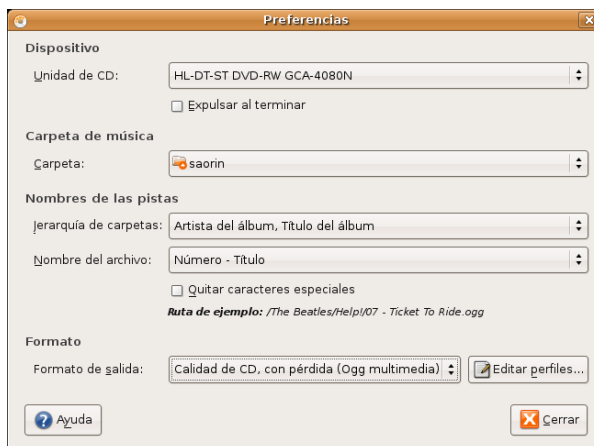 Preferencias
Dispositivo
Unidad de CD: HL-DT-ST DVD-RW GCA-4080N
Expulsar al terminar
Carpeta de música
Carpeta: saorin
Nombres de las pistas
Jerarquía de carpetas: Artista del álbum, Título del álbum
Nombre del archivo: Número - Título
Quitar caracteres especiales
Ruta de ejemplo: /The Beatles/Help!/07 - Ticket To Ride.ogg
Formato
Formato de salida: Calidad de CD, con pérdida (Ogg multimedia) Editar perfiles...
Ayuda Cerrar